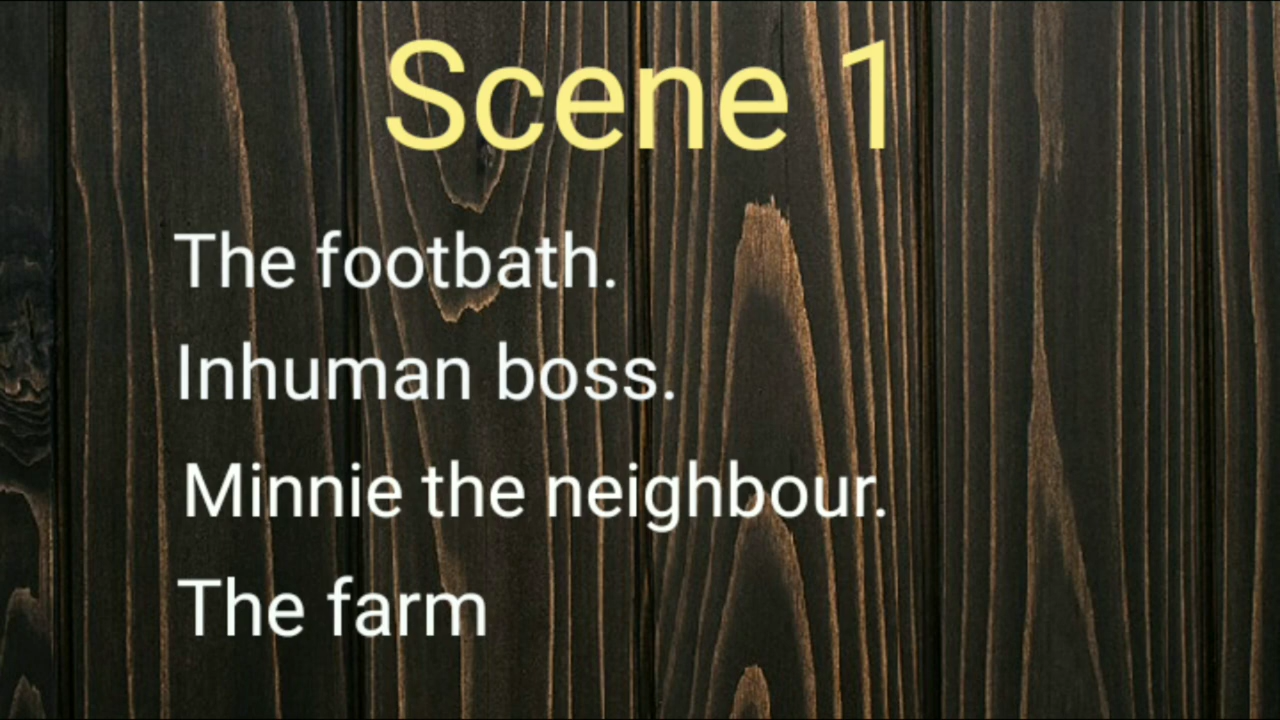 Scene 1
The footbath.
Inhuman boss.
Minnie the neighbour.
The farm